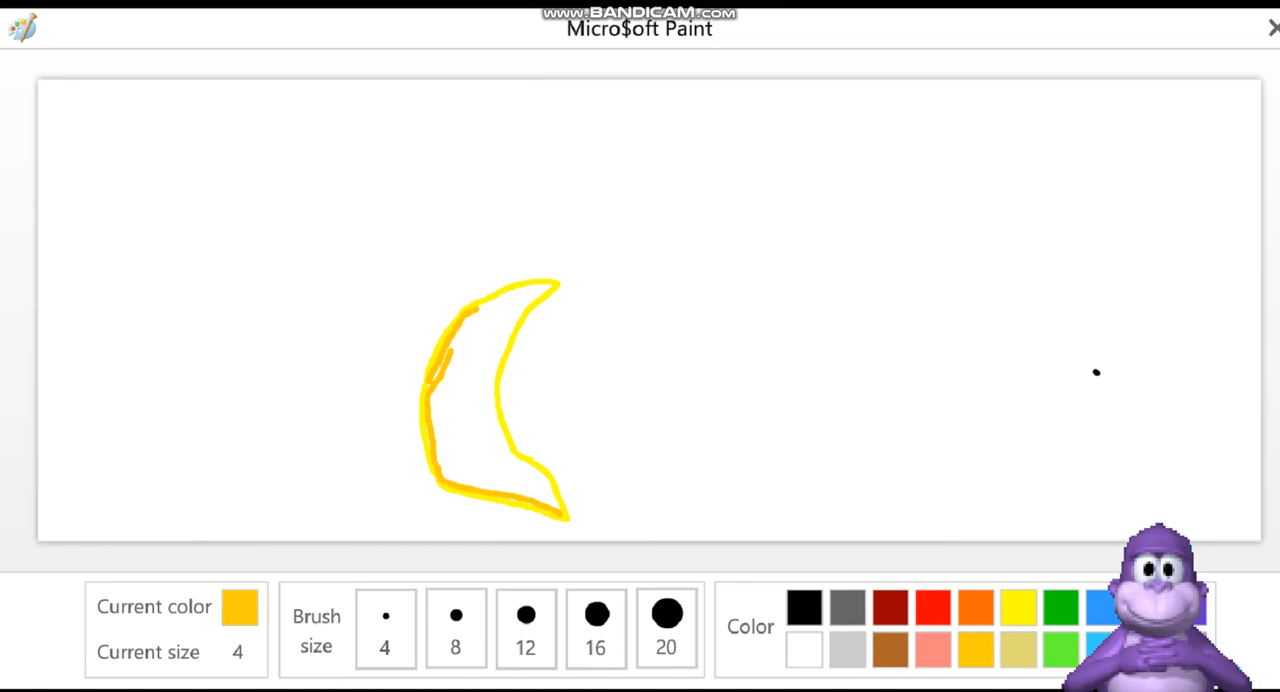 www.BANDICAM.com
Micro$oft Paint
Current color
Current size 4
Brush size
4 8 12 16 20
Color